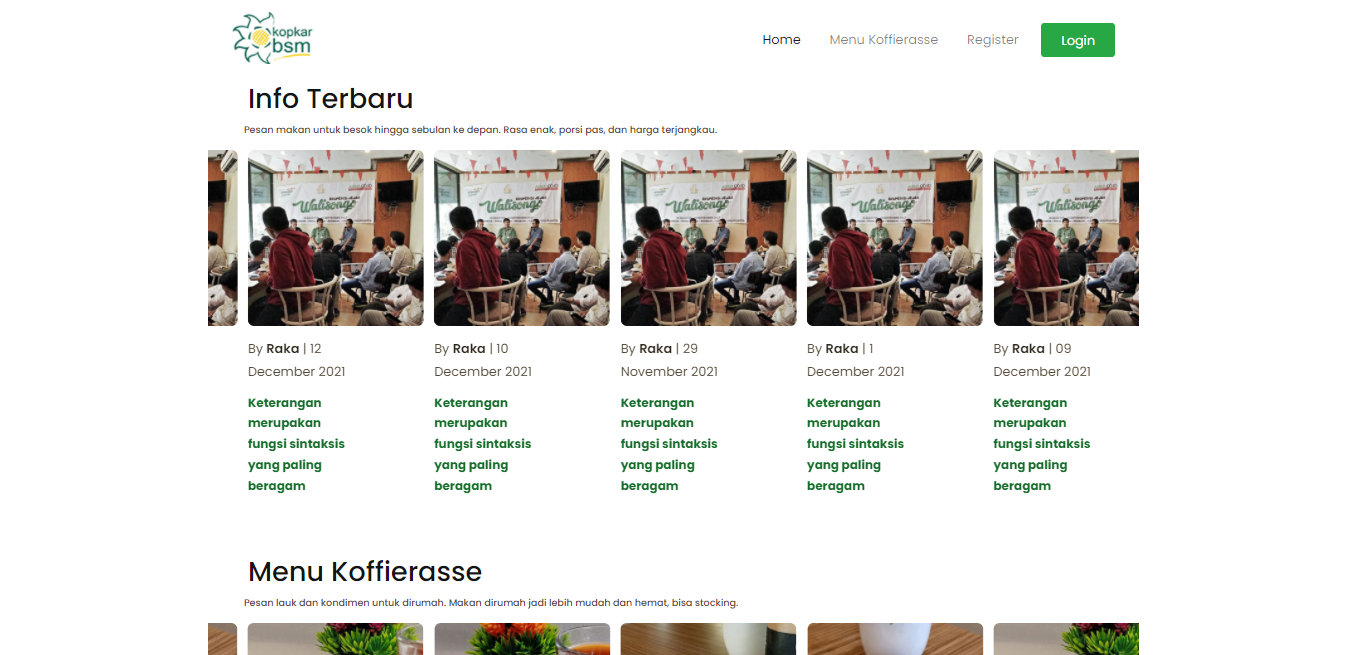 kopkar
bsm
Home Menu Koffierasse Register Login
Info Terbaru
Pesan makan untuk besok hingga sebulan ke depan. Rasa enak, porsi pas, dan harga terjangkau.
Walisongo
Walisongo
Walisongo
Walisongo
Walisongo
By Raka | 12
December 2021
Keterangan
merupakan
fungsi sintaksis
yang paling
beragam
By Raka | 10
December 2021
Keterangan
merupakan
fungsi sintaksis
yang paling
beragam
By Raka | 29
November 2021
Keterangan
merupakan
fungsi sintaksis
yang paling
beragam
By Raka | 1
December 2021
Keterangan
merupakan
fungsi sintaksis
yang paling
beragam
By Raka | 09
December 2021
Keterangan
merupakan
fungsi sintaksis
yang paling
beragam
Menu Koffierasse
Pesan lauk dan kondimen untuk dirumah. Makan dirumah jadi lebih mudah dan hemat, bisa stocking.